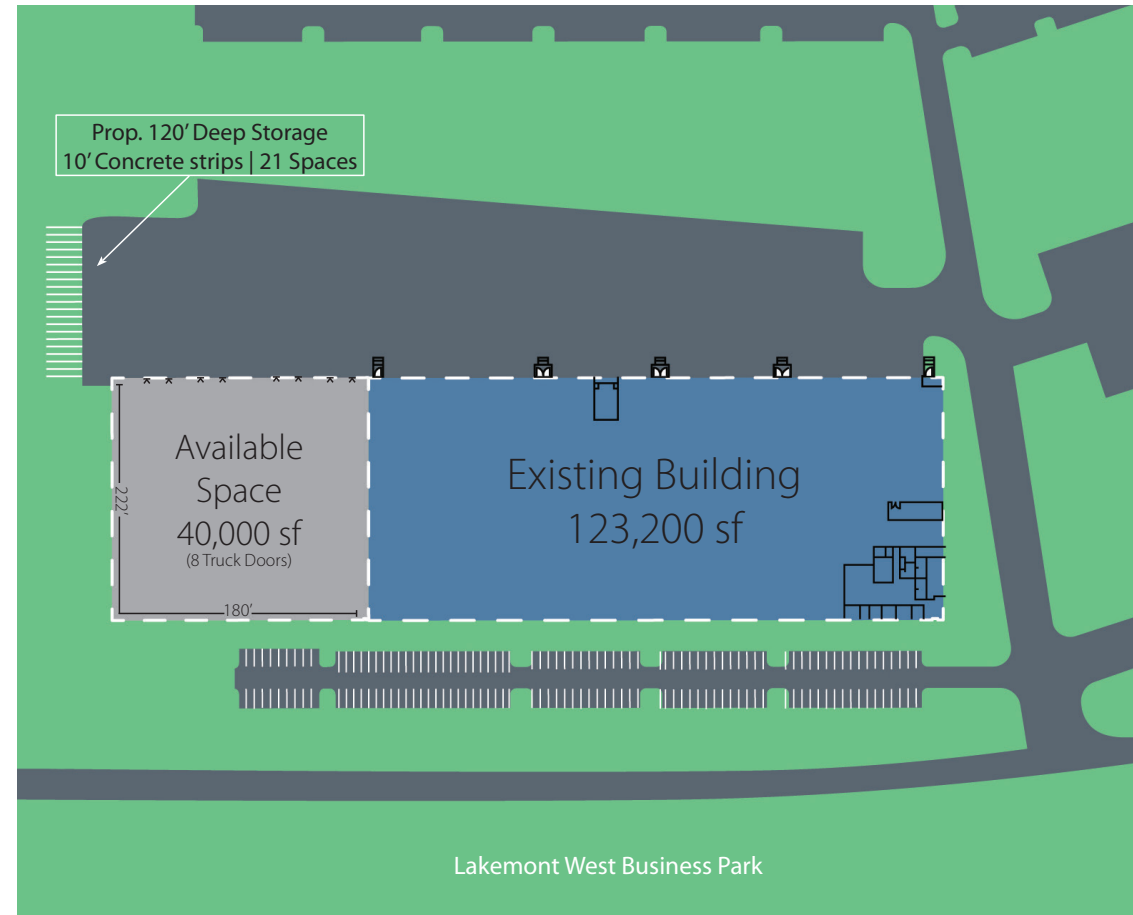 Prop. 120' Deep Storage
10' Concrete strips | 21 Spaces
Available
Space
40,000 sf
(8 Truck Doors)
222'
180'
Existing Building
123,200 sf
Lakemont West Business Park